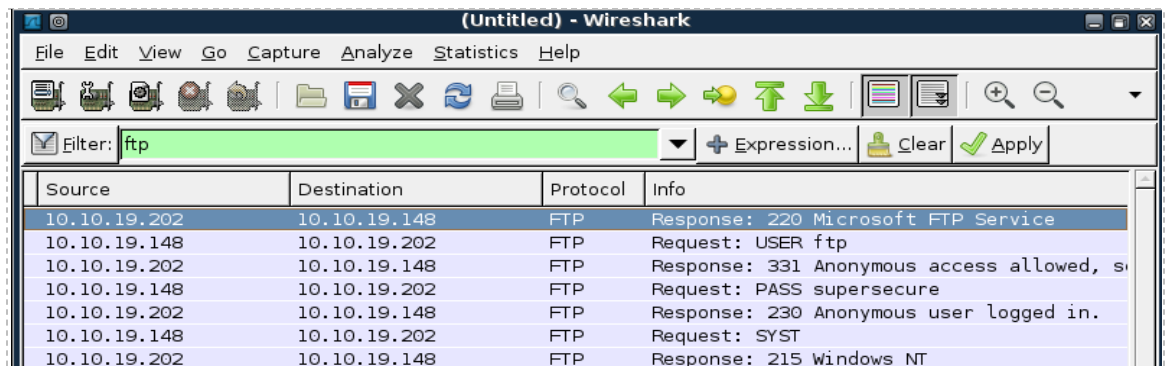 (Untitled) - Wireshark
File Edit View Go Capture Analyze Statistics Help
Filter: ftp Expression... Clear Apply
Source Destination Protocol Info
10.10.19.202 10.10.19.148 FTP Response: 220 Microsoft FTP Service
10.10.19.148 10.10.19.202 FTP Request: USER ftp
10.10.19.202 10.10.19.148 FTP Response: 331 Anonymous access allowed,
10.10.19.148 10.10.19.202 FTP Request: PASS supersecure
10.10.19.202 10.10.19.148 FTP Response: 230 Anonymous user logged in.
10.10.19.148 10.10.19.202 FTP Request: SYST
10.10.19.202 10.10.19.148 FTP Response: 215 Windows NT